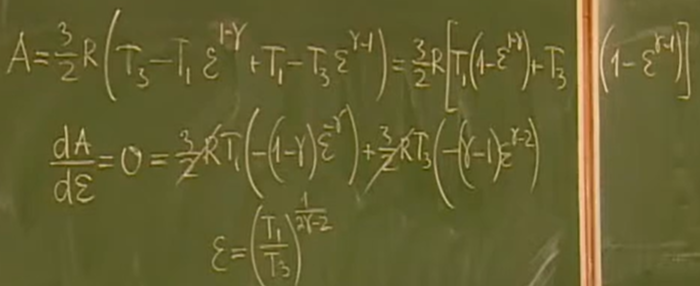 A = 3/2 R (T₃ − T₁ ε^(1−γ) + T₁ − T₃ ε^(γ−1)) = 3/2 R [T₁(1 − ε^(1−γ)) + T₃ (1 − ε^(γ−1))]
dA/dε = 0 = 3/2 R T₁ (−(1−γ) ε^(−γ)) + 3/2 R T₃ (−(γ−1) ε^(γ−2))
ε = (T₁/T₃)^(1/(2γ−2))